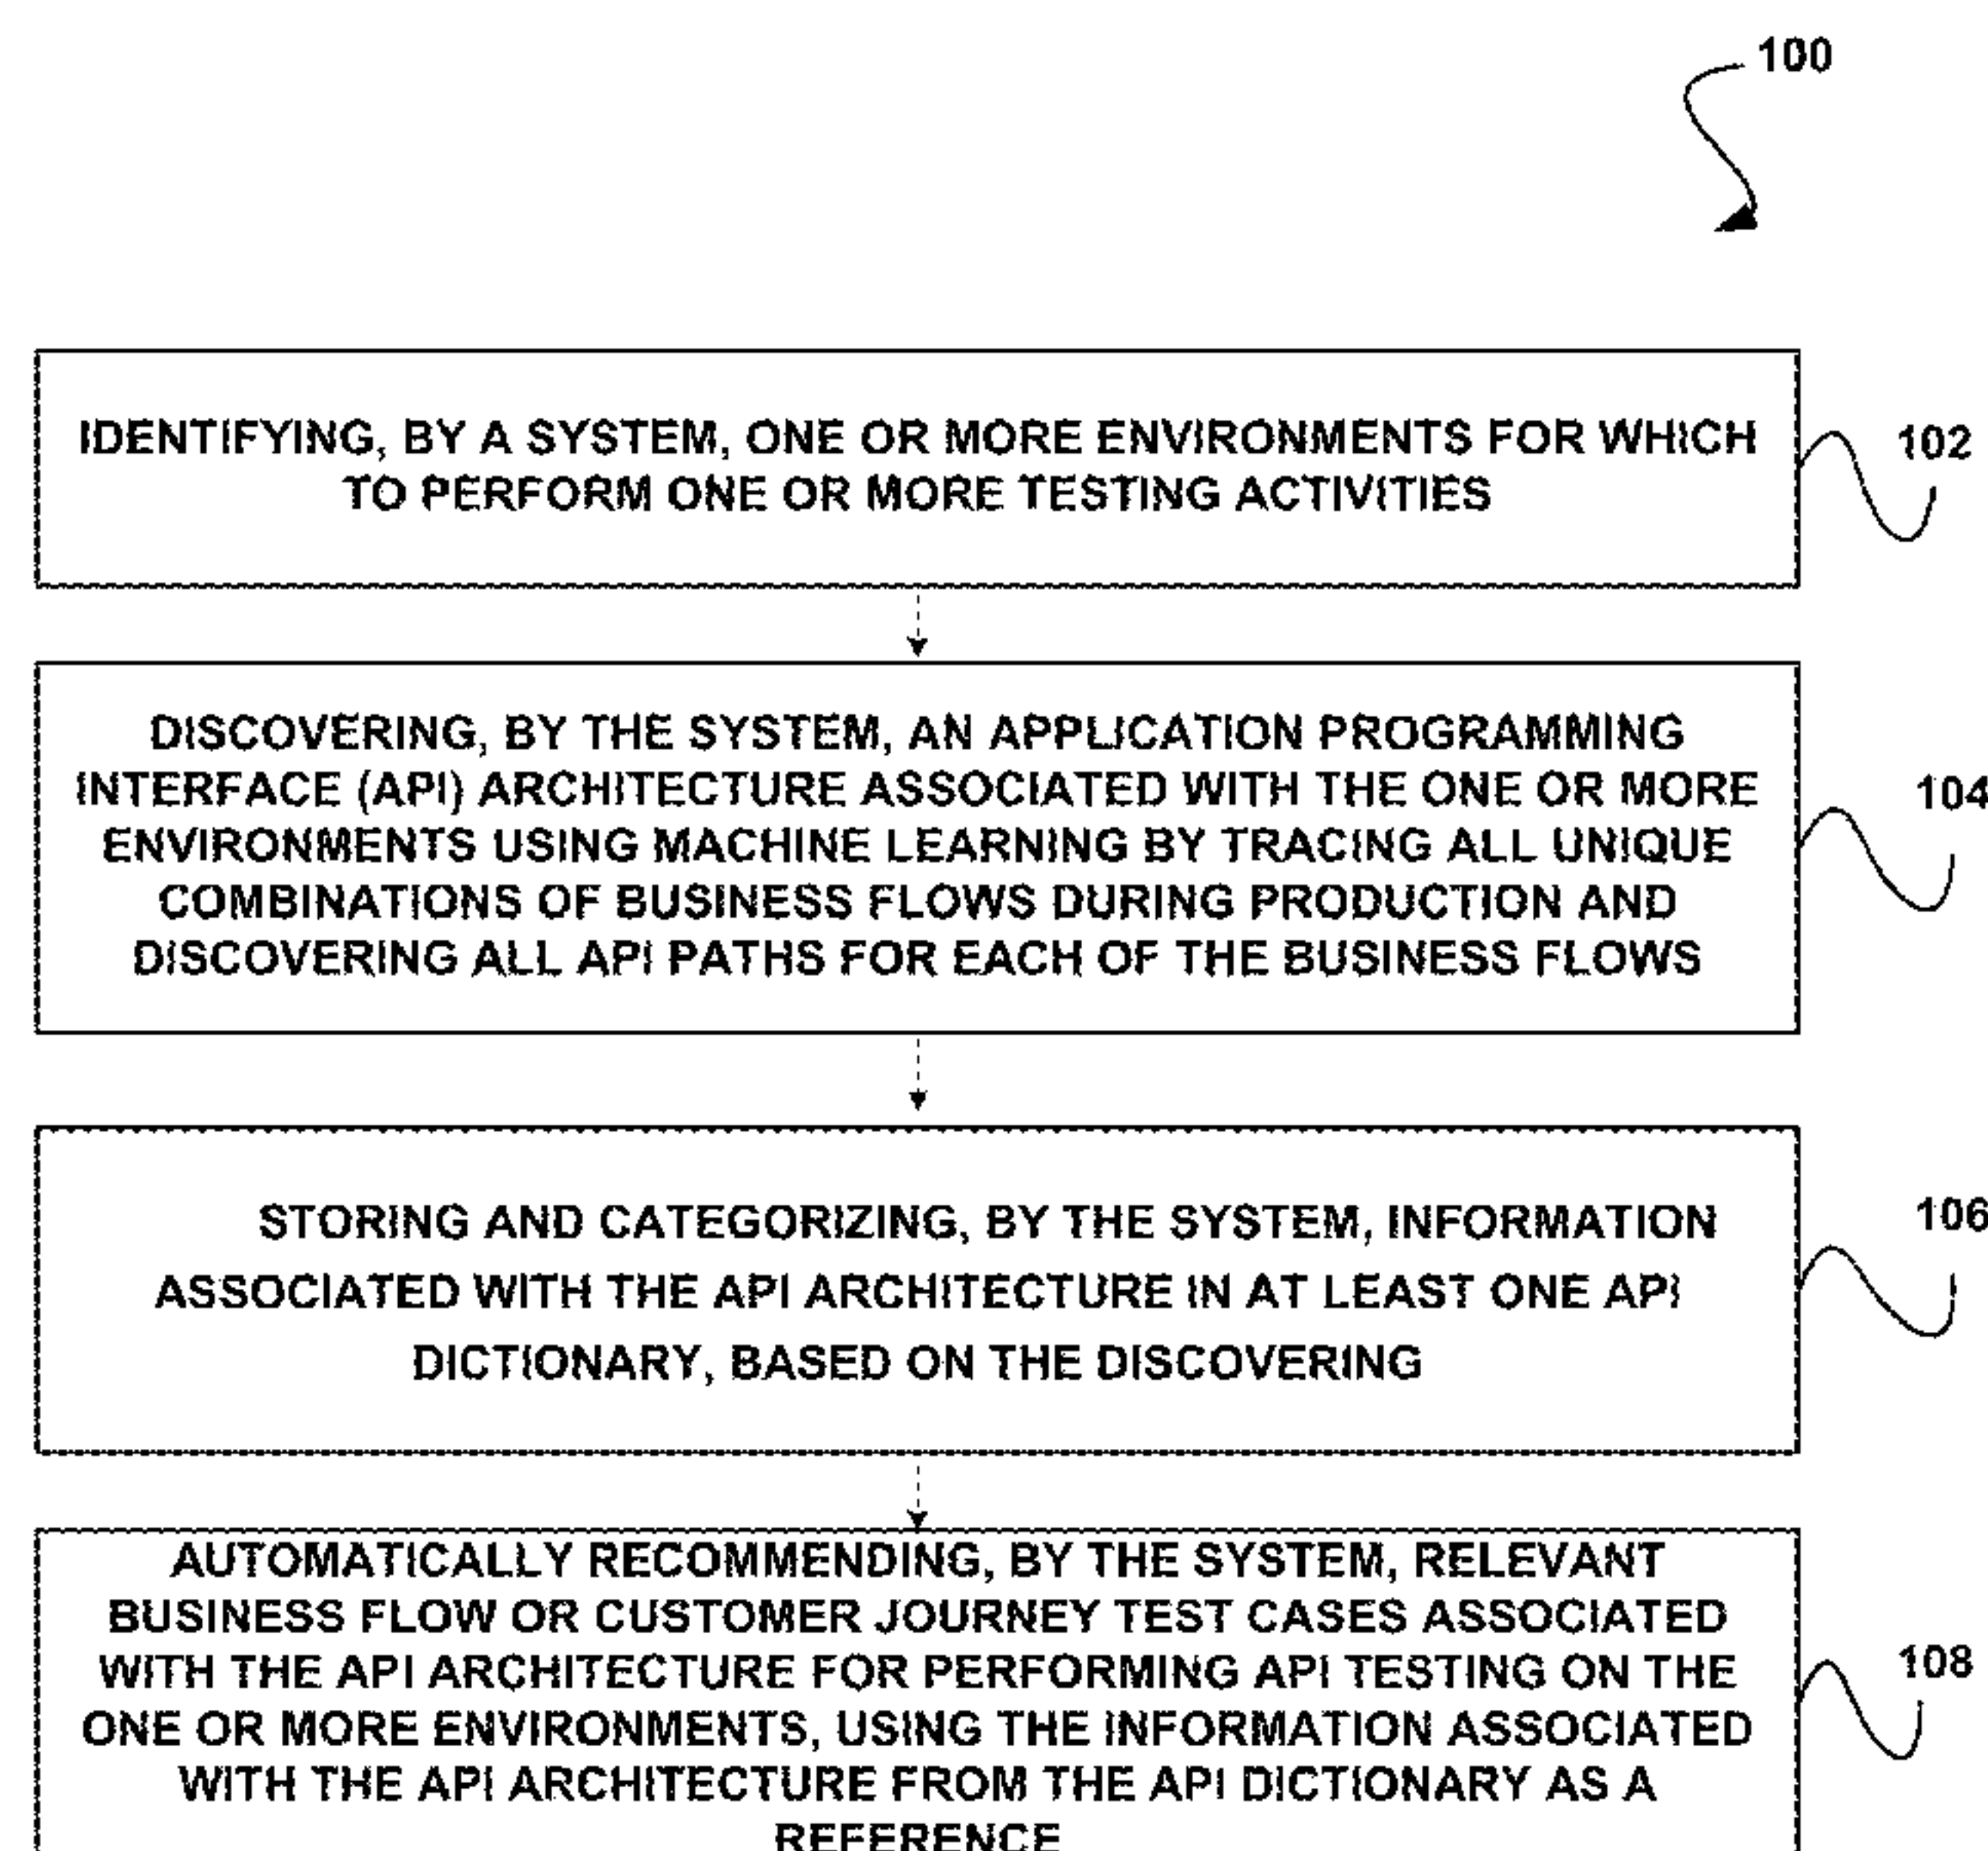 100
IDENTIFYING, BY A SYSTEM, ONE OR MORE ENVIRONMENTS FOR WHICH
TO PERFORM ONE OR MORE TESTING ACTIVITIES
102
DISCOVERING, BY THE SYSTEM, AN APPLICATION PROGRAMMING
INTERFACE (API) ARCHITECTURE ASSOCIATED WITH THE ONE OR MORE
ENVIRONMENTS USING MACHINE LEARNING BY TRACING ALL UNIQUE
COMBINATIONS OF BUSINESS FLOWS DURING PRODUCTION AND
DISCOVERING ALL API PATHS FOR EACH OF THE BUSINESS FLOWS
104
STORING AND CATEGORIZING, BY THE SYSTEM, INFORMATION
ASSOCIATED WITH THE API ARCHITECTURE IN AT LEAST ONE API
DICTIONARY, BASED ON THE DISCOVERING
106
AUTOMATICALLY RECOMMENDING, BY THE SYSTEM, RELEVANT
BUSINESS FLOW OR CUSTOMER JOURNEY TEST CASES ASSOCIATED
WITH THE API ARCHITECTURE FOR PERFORMING API TESTING ON THE
ONE OR MORE ENVIRONMENTS, USING THE INFORMATION ASSOCIATED
WITH THE API ARCHITECTURE FROM THE API DICTIONARY AS A
REFERENCE
108